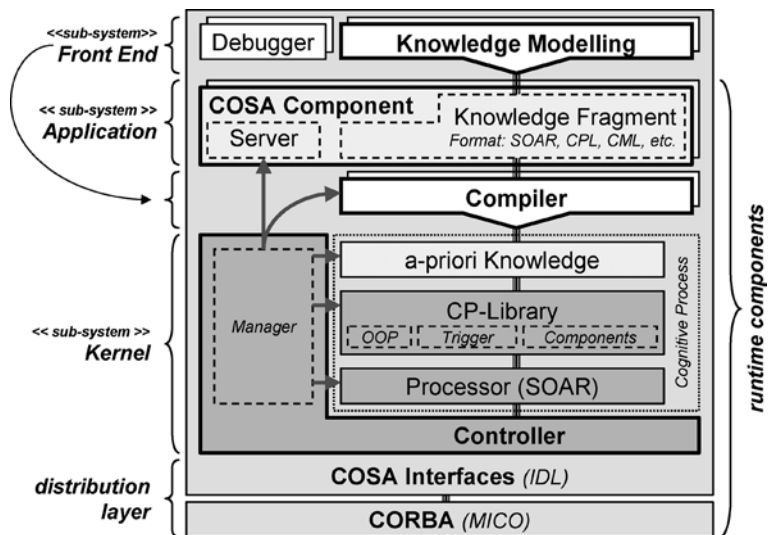 <<sub-system>>
Front End
Debugger
Knowledge Modelling
<< sub-system >>
Application
COSA Component
Server
Knowledge Fragment
Format: SOAR, CPL, CML, etc.
Compiler
<< sub-system >>
Kernel
Manager
a-priori Knowledge
CP-Library
OOP
Trigger
Components
Processor (SOAR)
Cognitive Process
Controller
runtime components
distribution
layer
COSA Interfaces (IDL)
CORBA (MICO)